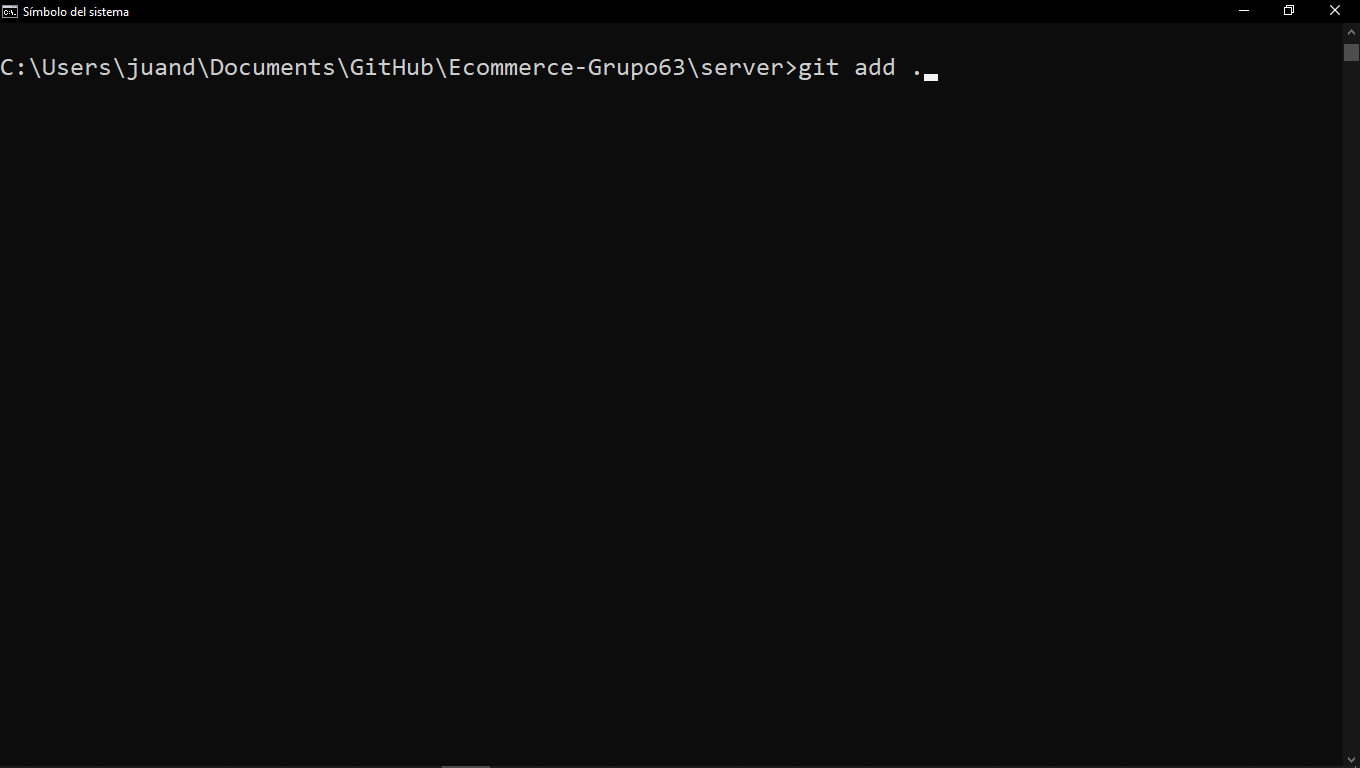 Símbolo del sistema
C:\Users\juand\Documents\GitHub\Ecommerce-Grupo63\server>git add .